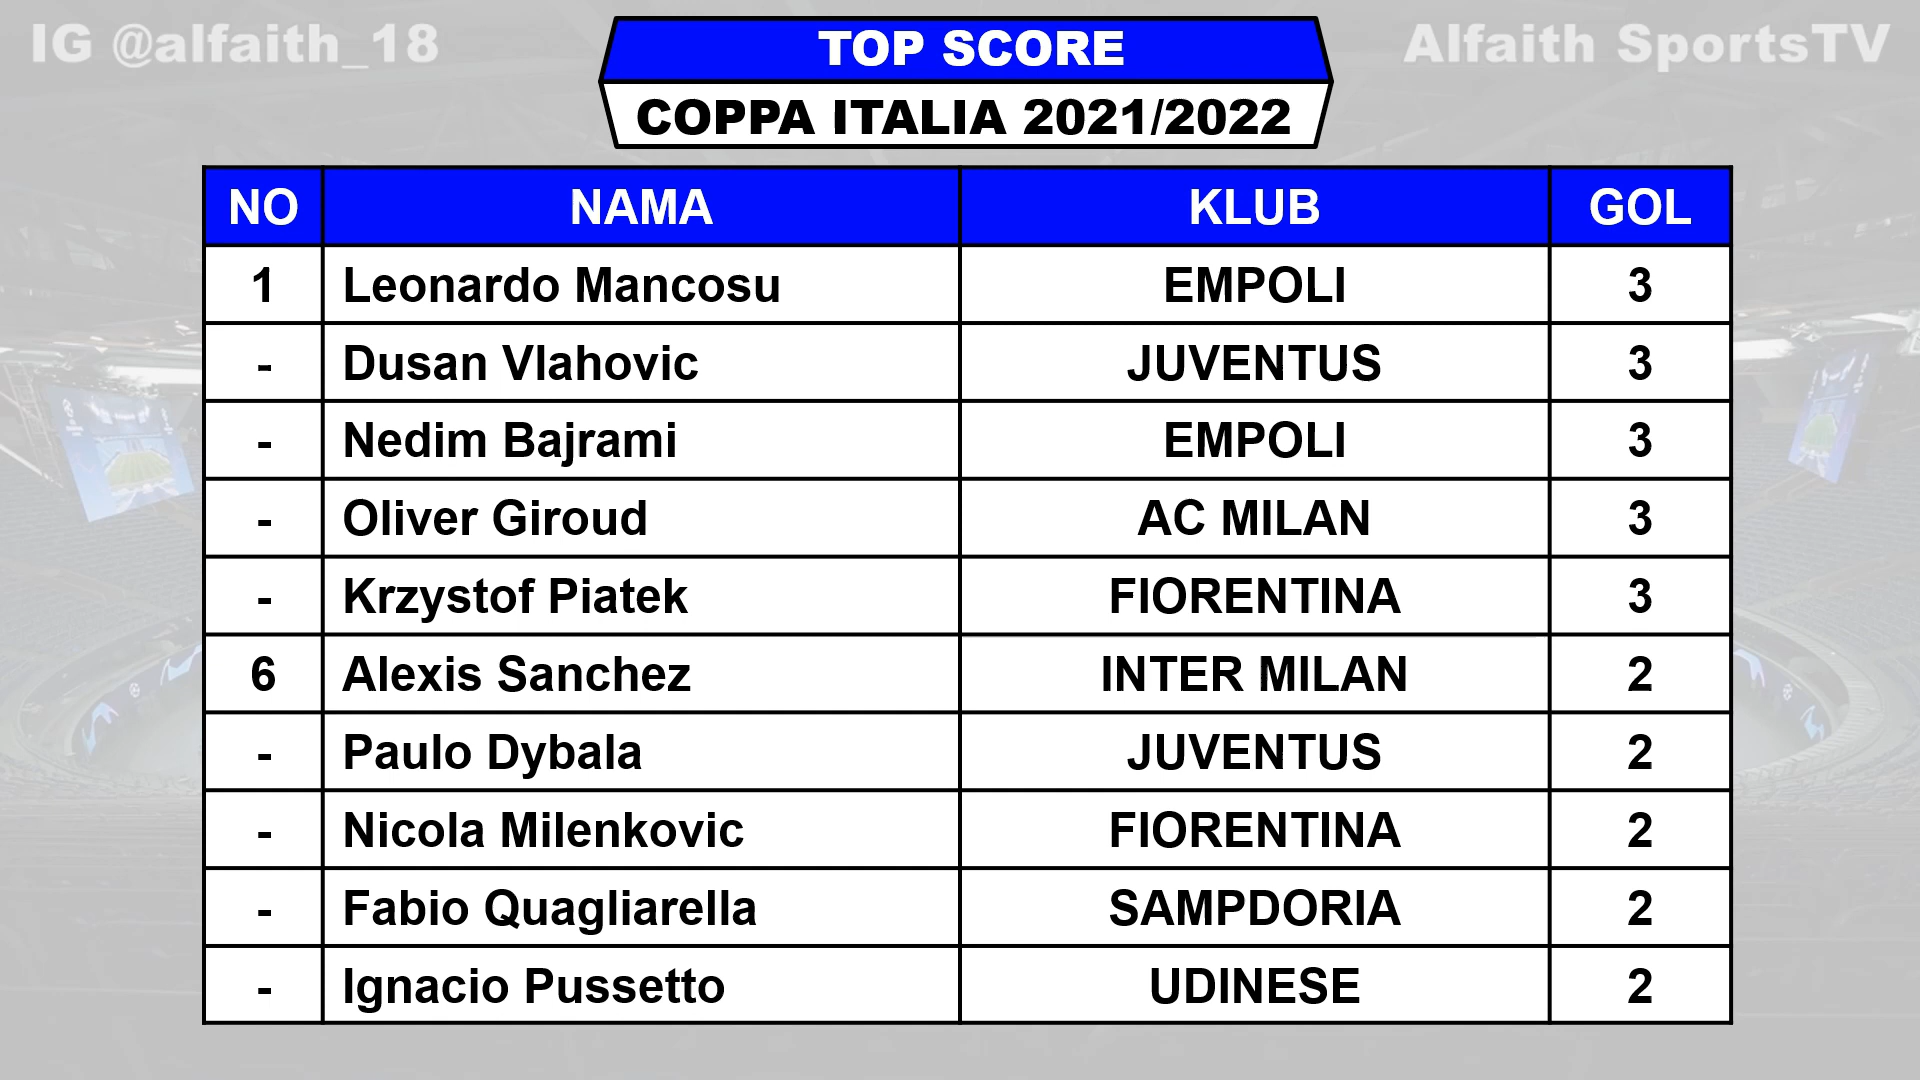 IG @alfaith_18
TOP SCORE
Alfaith SportsTV
COPPA ITALIA 2021/2022
NO NAMA KLUB GOL
1 Leonardo Mancosu EMPOLI 3
- Dusan Vlahovic JUVENTUS 3
- Nedim Bajrami EMPOLI 3
- Oliver Giroud AC MILAN 3
- Krzystof Piatek FIORENTINA 3
6 Alexis Sanchez INTER MILAN 2
- Paulo Dybala JUVENTUS 2
- Nicola Milenkovic FIORENTINA 2
- Fabio Quagliarella SAMPDORIA 2
- Ignacio Pussetto UDINESE 2